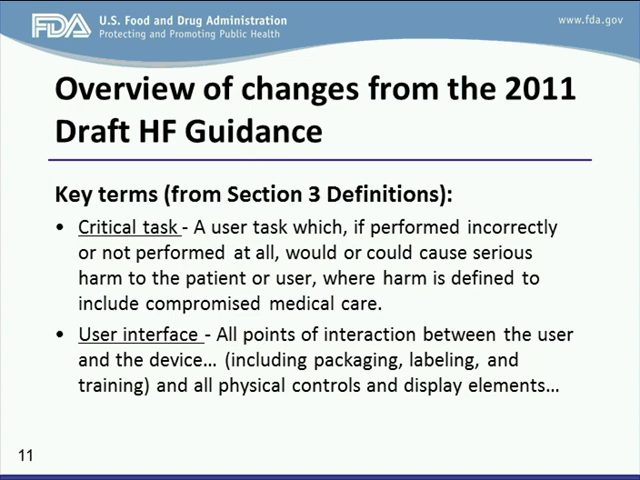 FDA U.S. Food and Drug Administration
Protecting and Promoting Public Health
www.fda.gov
Overview of changes from the 2011
Draft HF Guidance
Key terms (from Section 3 Definitions):
• Critical task - A user task which, if performed incorrectly
or not performed at all, would or could cause serious
harm to the patient or user, where harm is defined to
include compromised medical care.
• User interface - All points of interaction between the user
and the device… (including packaging, labeling, and
training) and all physical controls and display elements…
11